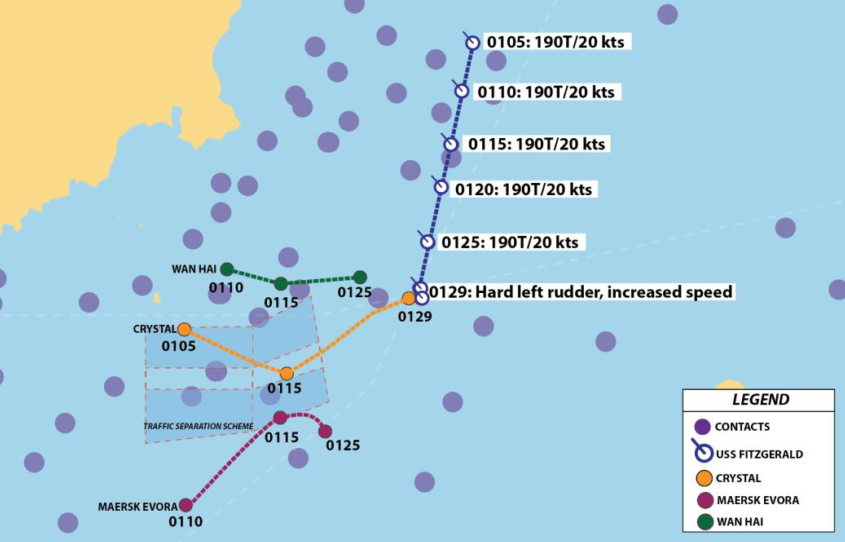 0105: 190T/20 kts
0110: 190T/20 kts
0115: 190T/20 kts
0120: 190T/20 kts
0125: 190T/20 kts
0129: Hard left rudder, increased speed
WAN HAI
0110
0115
0125
0129
CRYSTAL
0105
0115
TRAFFIC SEPARATION SCHEME
0115
0125
MAERSK EVORA
0110
LEGEND
CONTACTS
USS FITZGERALD
CRYSTAL
MAERSK EVORA
WAN HAI